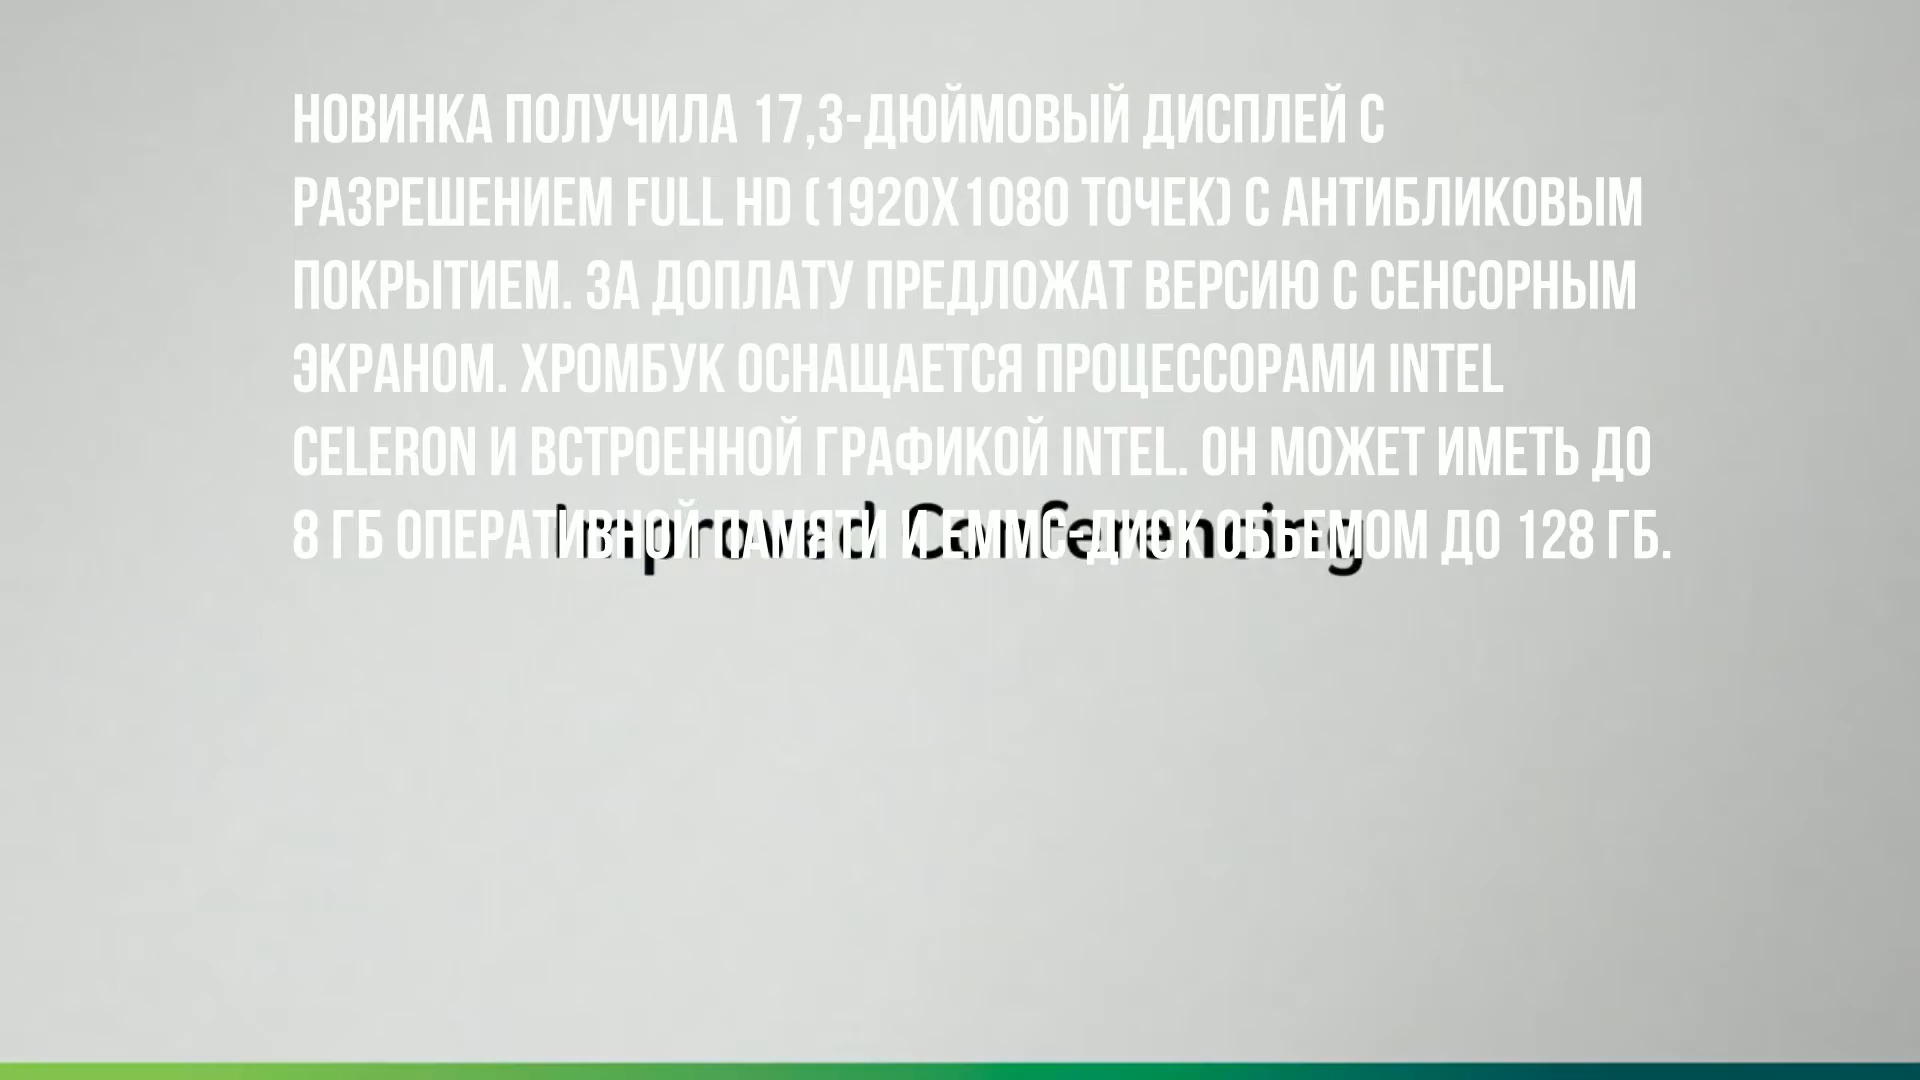 НОВИНКА ПОЛУЧИЛА 17,3-ДЮЙМОВЫЙ ДИСПЛЕЙ С
РАЗРЕШЕНИЕМ FULL HD (1920X1080 ТОЧЕК) С АНТИБЛИКОВЫМ
ПОКРЫТИЕМ. ЗА ДОПЛАТУ ПРЕДЛОЖАТ ВЕРСИЮ С СЕНСОРНЫМ
ЭКРАНОМ. ХРОМБУК ОСНАЩАЕТСЯ ПРОЦЕССОРАМИ INTEL
CELERON И ВСТРОЕННОЙ ГРАФИКОЙ INTEL. ОН МОЖЕТ ИМЕТЬ ДО
8 ГБ ОПЕРАТИВНОЙ ПАМЯТИ И EMMC-ДИСК ОБЪЕМОМ ДО 128 ГБ.
Improved Conferencing